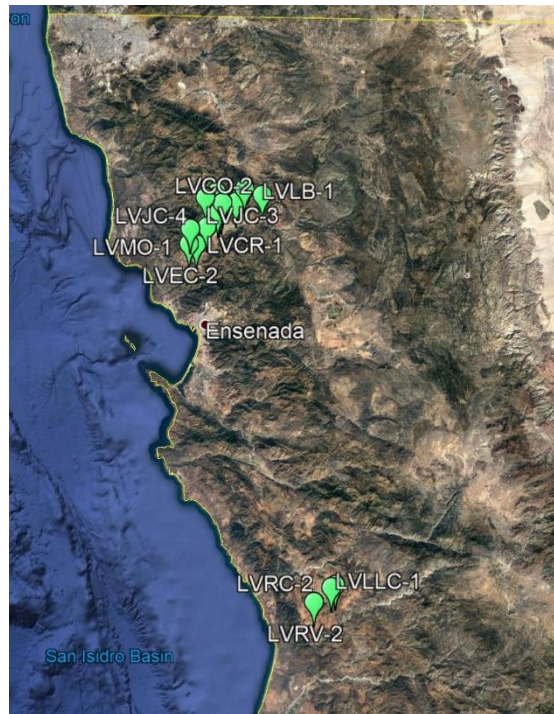 on
LVCO-2
LVLB-1
LVJC-4
LVJC-3
LVMO-1
LVCR-1
LVEC-2
Ensenada
LVRC-2
LVLLC-1
LVRV-2
San Isidro Basin